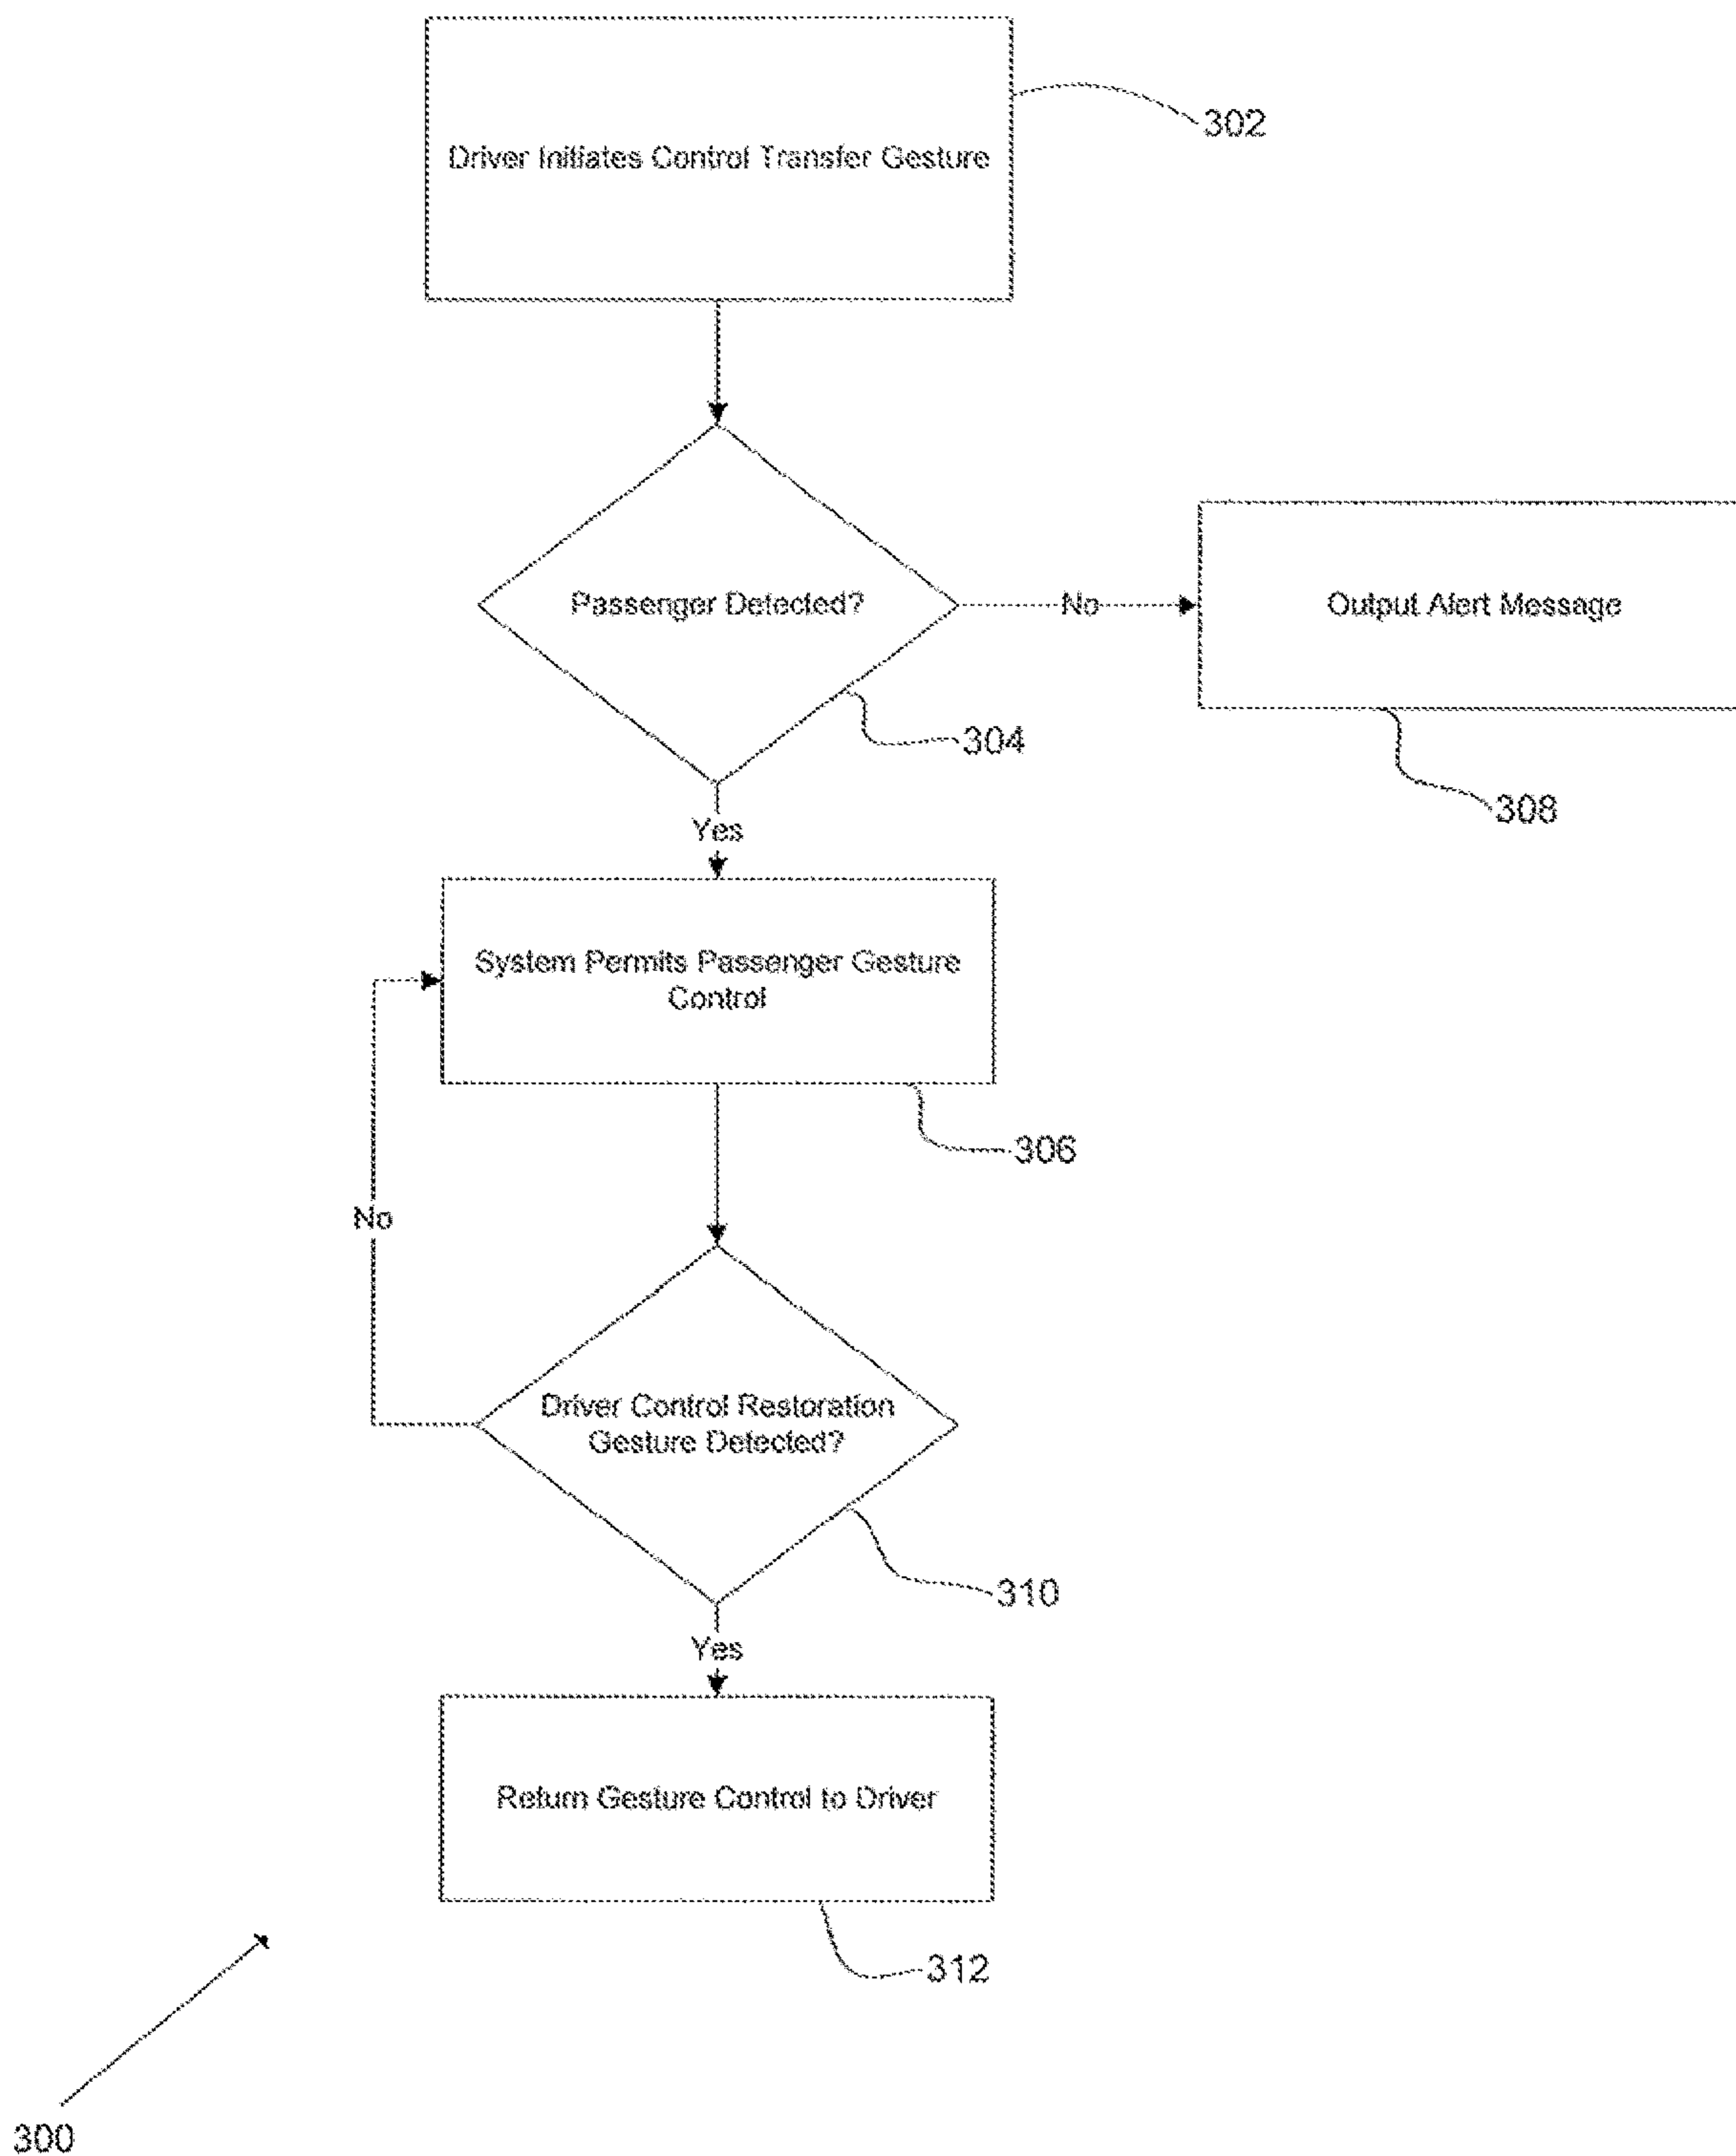 Driver Initiates Control Transfer Gesture
302
Passenger Detected?
No
Output Alert Message
304
308
Yes
System Permits Passenger Gesture
Control
306
No
Driver Control Restoration
Gesture Detected?
310
Yes
Return Gesture Control to Driver
312
300